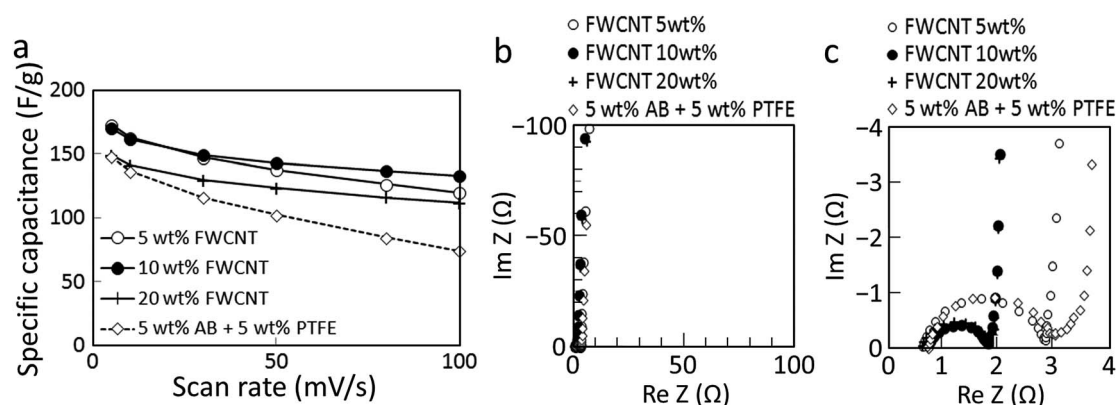 a
Specific capacitance (F/g)
200
150
100
50
0
0
50
100
Scan rate (mV/s)
5 wt% FWCNT
10 wt% FWCNT
20 wt% FWCNT
5 wt% AB + 5 wt% PTFE
b
FWCNT 5wt%
FWCNT 10wt%
FWCNT 20wt%
5 wt% AB + 5 wt% PTFE
Im Z (Ω)
−100
−50
0
0
50
100
Re Z (Ω)
c
FWCNT 5wt%
FWCNT 10wt%
FWCNT 20wt%
5 wt% AB + 5 wt% PTFE
Im Z (Ω)
−4
−3
−2
−1
0
0
1
2
3
4
Re Z (Ω)